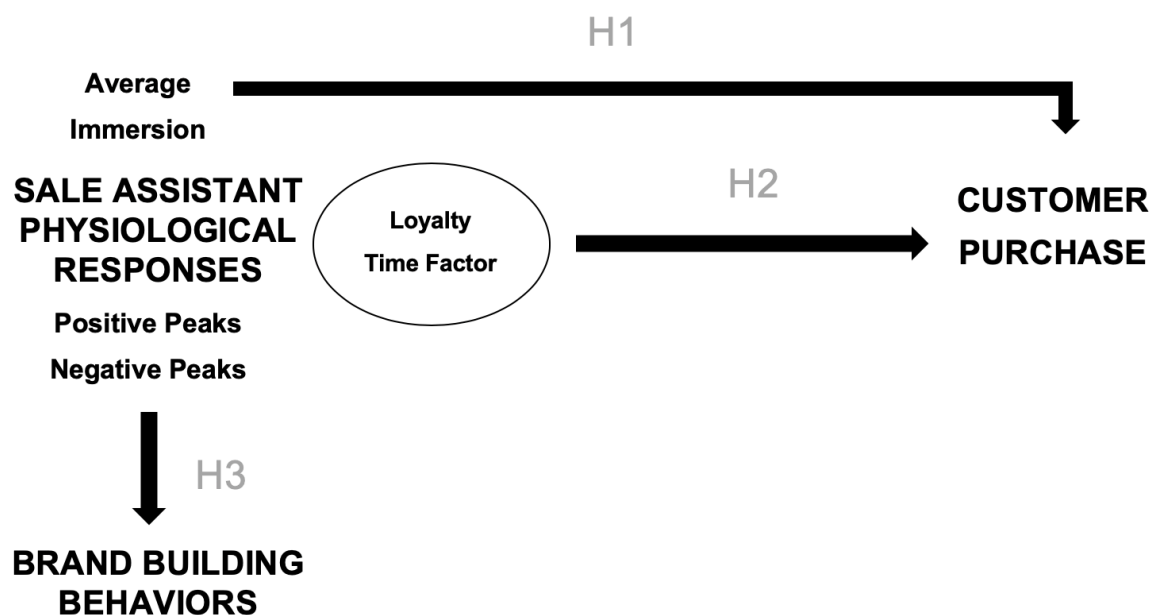 H1
Average
Immersion
SALE ASSISTANT
PHYSIOLOGICAL
RESPONSES
Positive Peaks
Negative Peaks
Loyalty
Time Factor
H2
CUSTOMER
PURCHASE
H3
BRAND BUILDING
BEHAVIORS